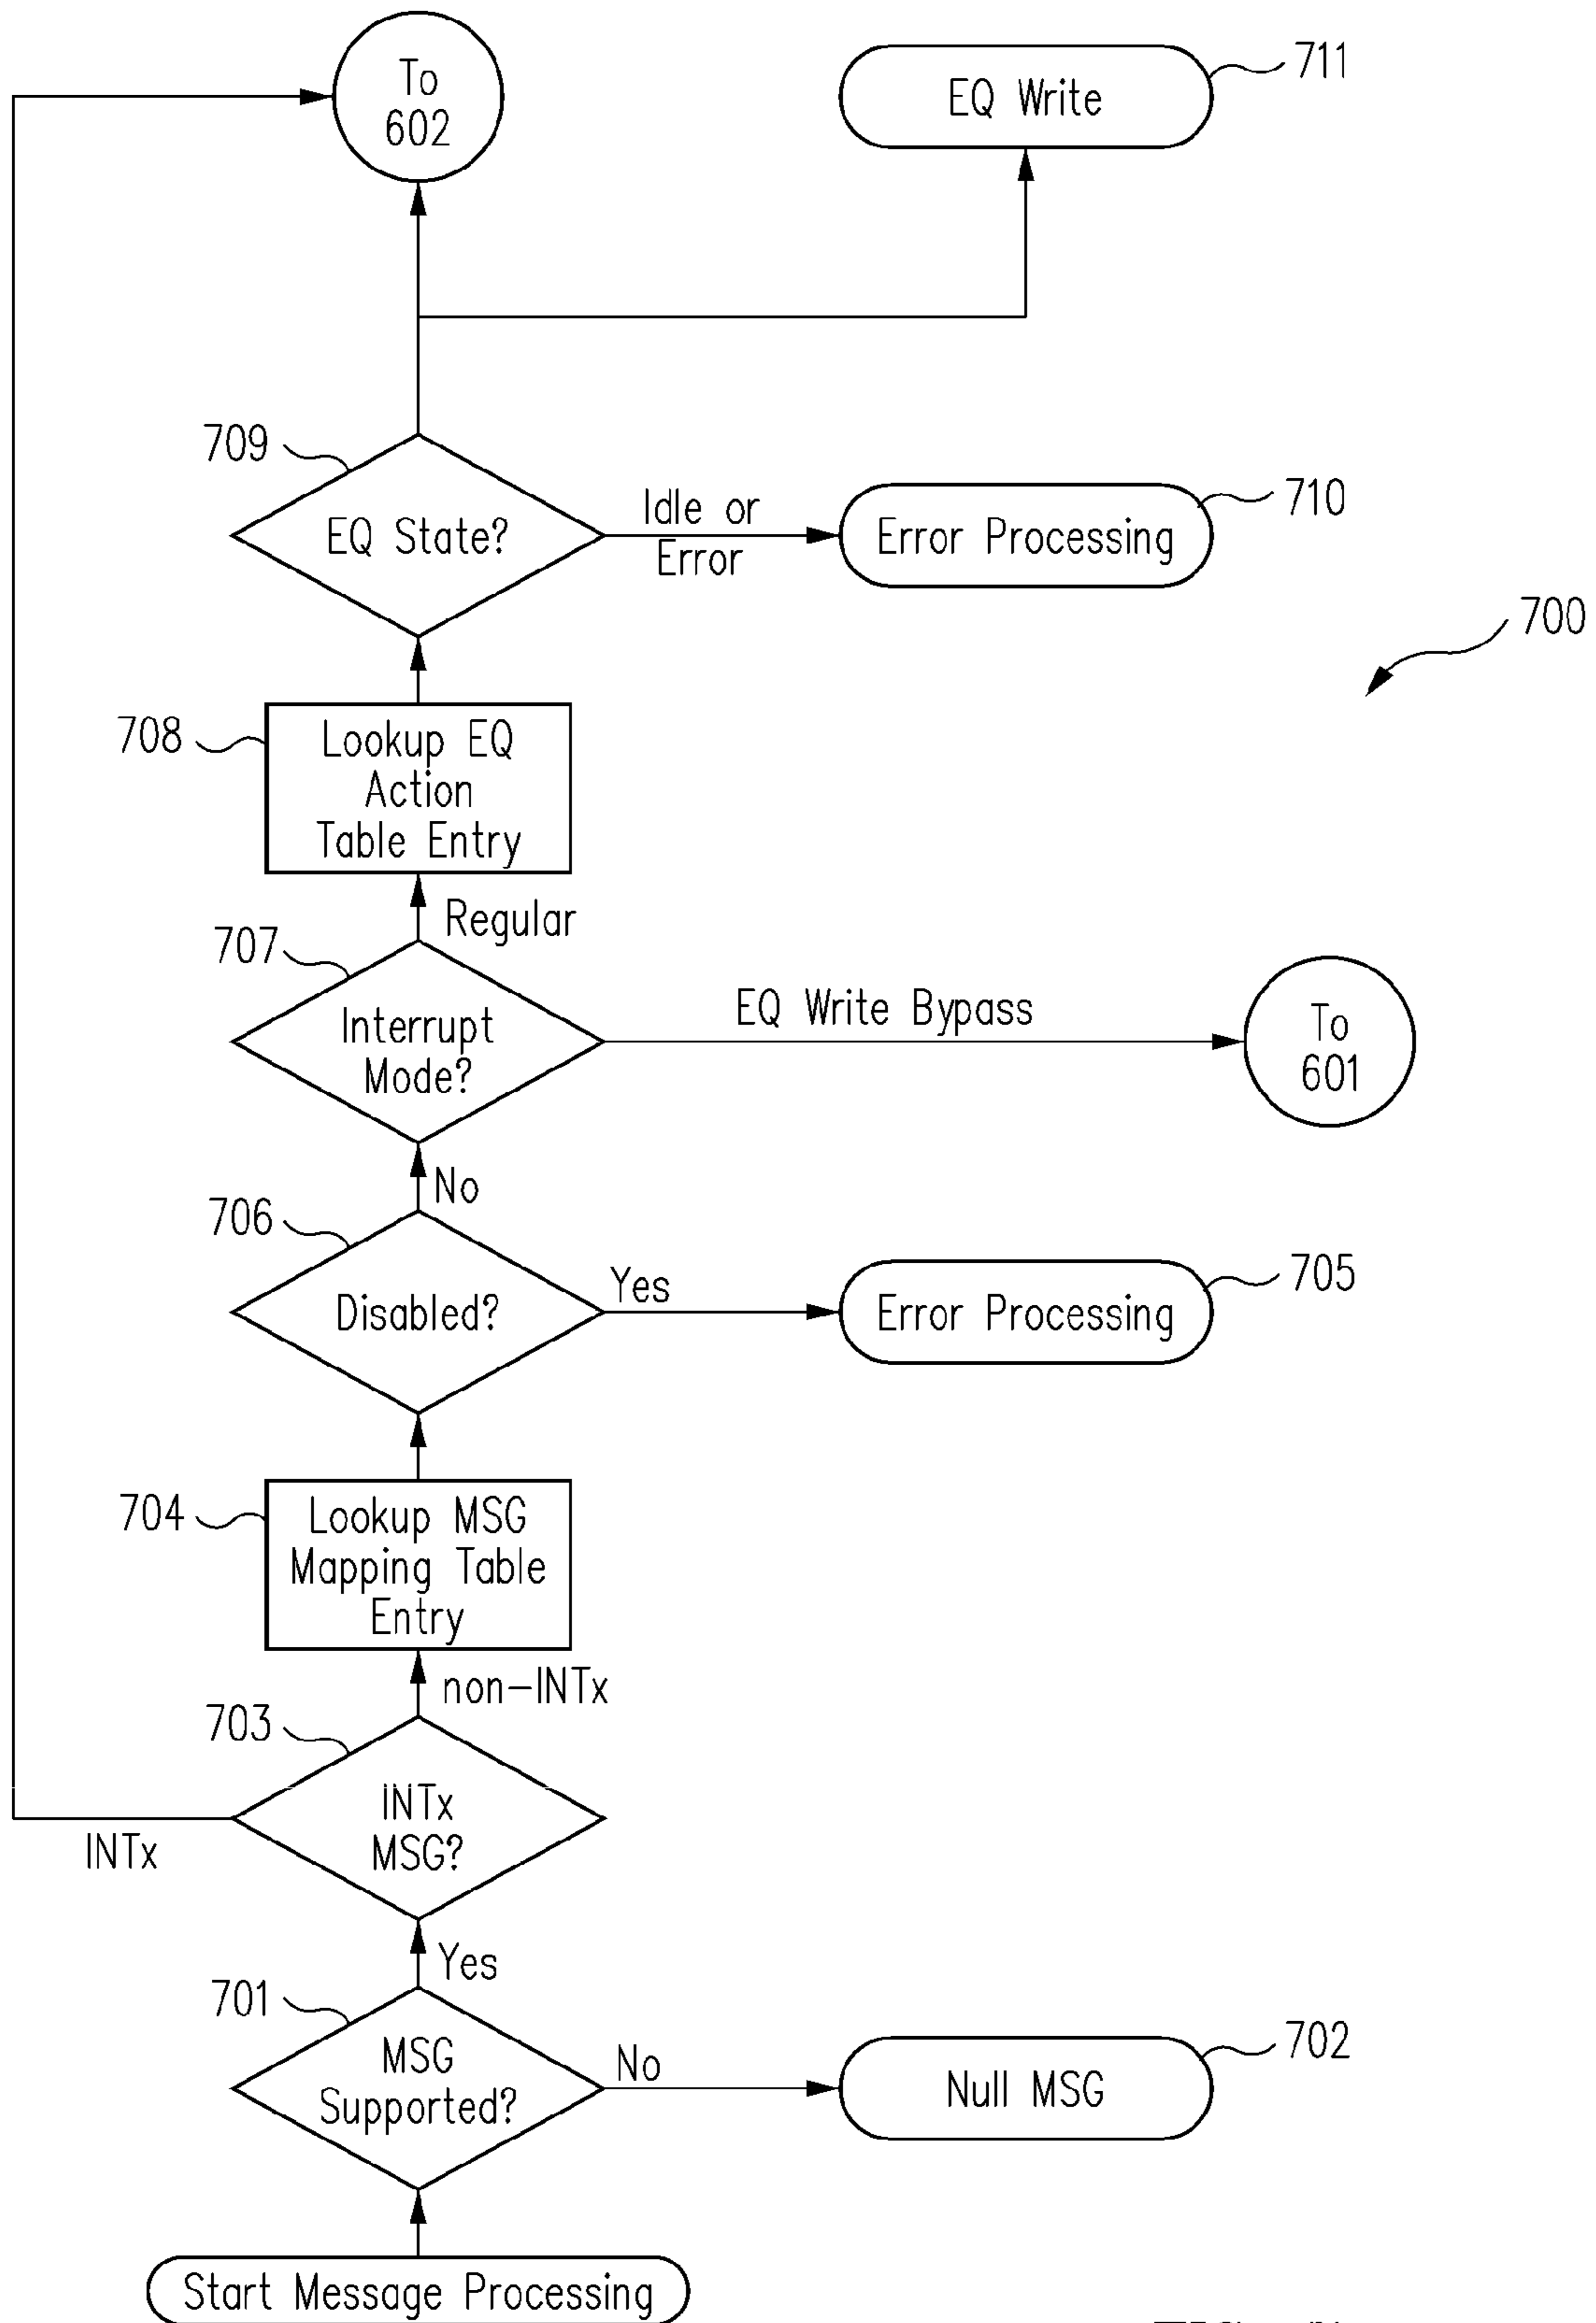 To
602
EQ Write
711
709
EQ State?
Idle or
Error
Error Processing
710
700
708
Lookup EQ
Action
Table Entry
Regular
707
Interrupt
Mode?
EQ Write Bypass
To
601
No
706
Disabled?
Yes
Error Processing
705
704
Lookup MSG
Mapping Table
Entry
non-INTx
703
INTx
MSG?
INTx
Yes
701
MSG
Supported?
No
Null MSG
702
Start Message Processing